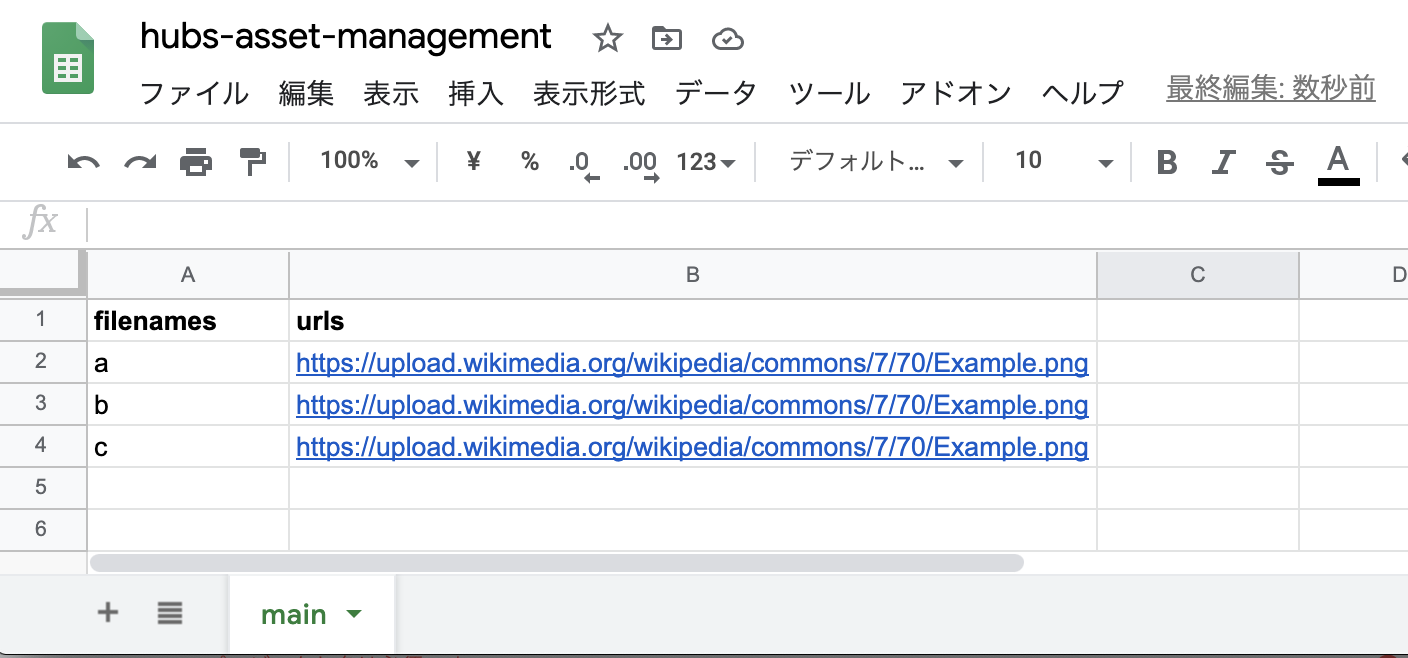 hubs-asset-management
ファイル 編集 表示 挿入 表示形式 データ ツール アドオン ヘルプ 最終編集: 数秒前
100% ¥ % .0 .00 123 デフォルト... 10 B I S A
fx
A B C D
1 filenames urls
2 a https://upload.wikimedia.org/wikipedia/commons/7/70/Example.png
3 b https://upload.wikimedia.org/wikipedia/commons/7/70/Example.png
4 c https://upload.wikimedia.org/wikipedia/commons/7/70/Example.png
5
6
main